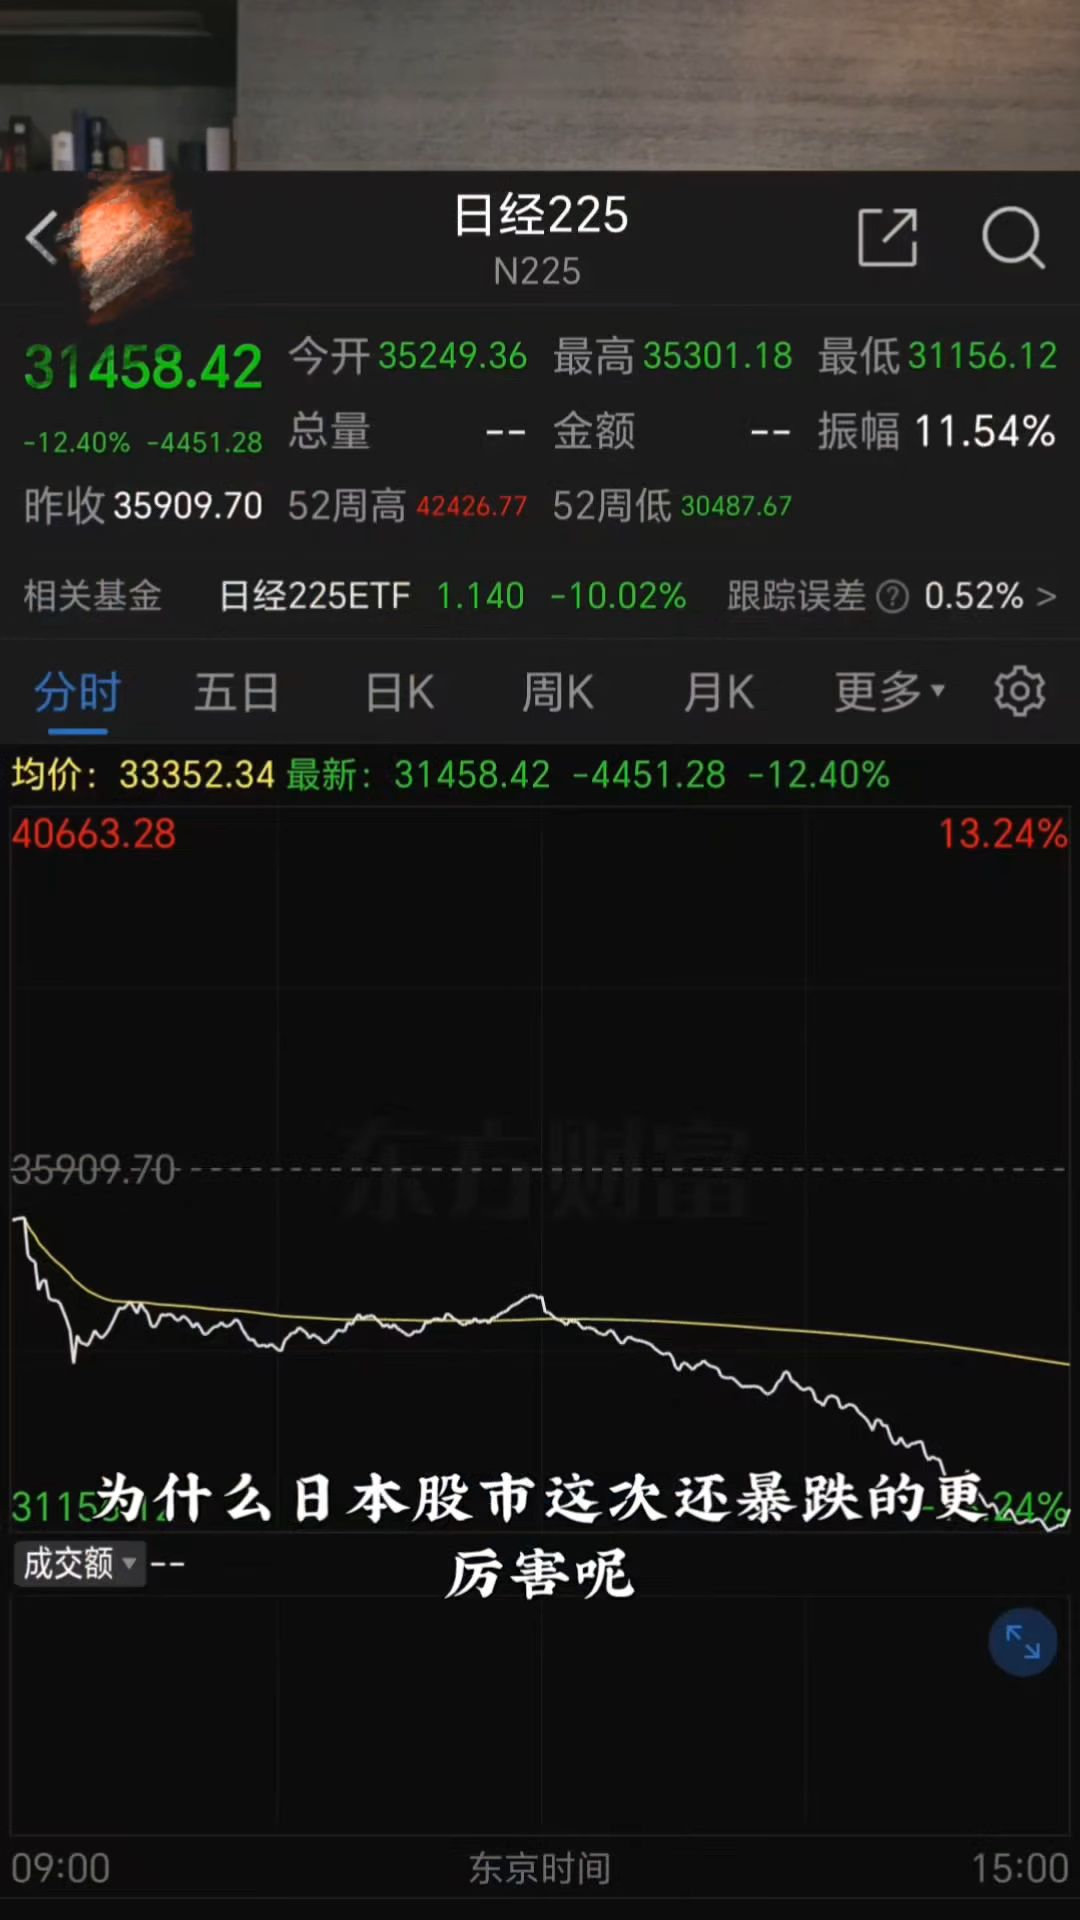 日经225
N225
31458.42 今开 35249.36 最高 35301.18 最低 31156.12
-12.40% -4451.28 总量 -- 金额 -- 振幅 11.54%
昨收 35909.70 52周高 42426.77 52周低 30487.67
相关基金 日经225ETF 1.140 -10.02% 跟踪误差 ? 0.52% >
分时 五日 日K 周K 月K 更多
均价: 33352.34 最新: 31458.42 -4451.28 -12.40%
40663.28 13.24%
35909.70
东方财富
为什么日本股市这次还暴跌的更
厉害呢
成交额 --
09:00 东京时间 15:00